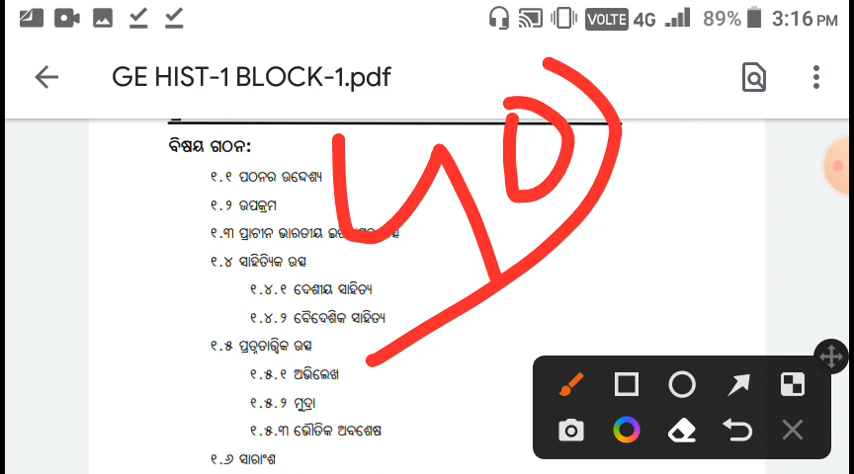 VOLTE 4G 89% 3:16 PM
GE HIST-1 BLOCK-1.pdf
ବିଷୟ ଗଠନ:
୧.୧ ପଠନର ଉଦ୍ଦେଶ୍ୟ
୧.୨ ଉପକ୍ରମ
୧.୩ ପ୍ରାଚୀନ ଭାରତୀୟ
୧.୪ ସାହିତ୍ୟିକ ଉତ୍ସ
୧.୪.୧ ଦେଶୀୟ ସାହିତ୍ୟ
୧.୪.୨ ବୈଦେଶିକ ସାହିତ୍ୟ
୧.୫ ପ୍ରତ୍ନତାତ୍ତ୍ୱିକ ଉତ୍ସ
୧.୫.୧ ଅଭିଲେଖ
୧.୫.୨ ମୁଦ୍ରା
୧.୫.୩ ଭୌତିକ ଅବଶେଷ
୧.୬ ସାରାଂଶ